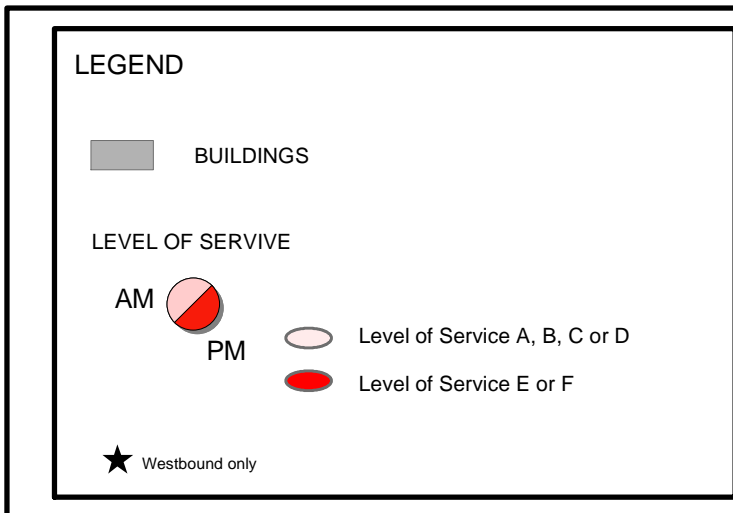 LEGEND
BUILDINGS
LEVEL OF SERVIVE
AM
PM
Level of Service A, B, C or D
Level of Service E or F
Westbound only